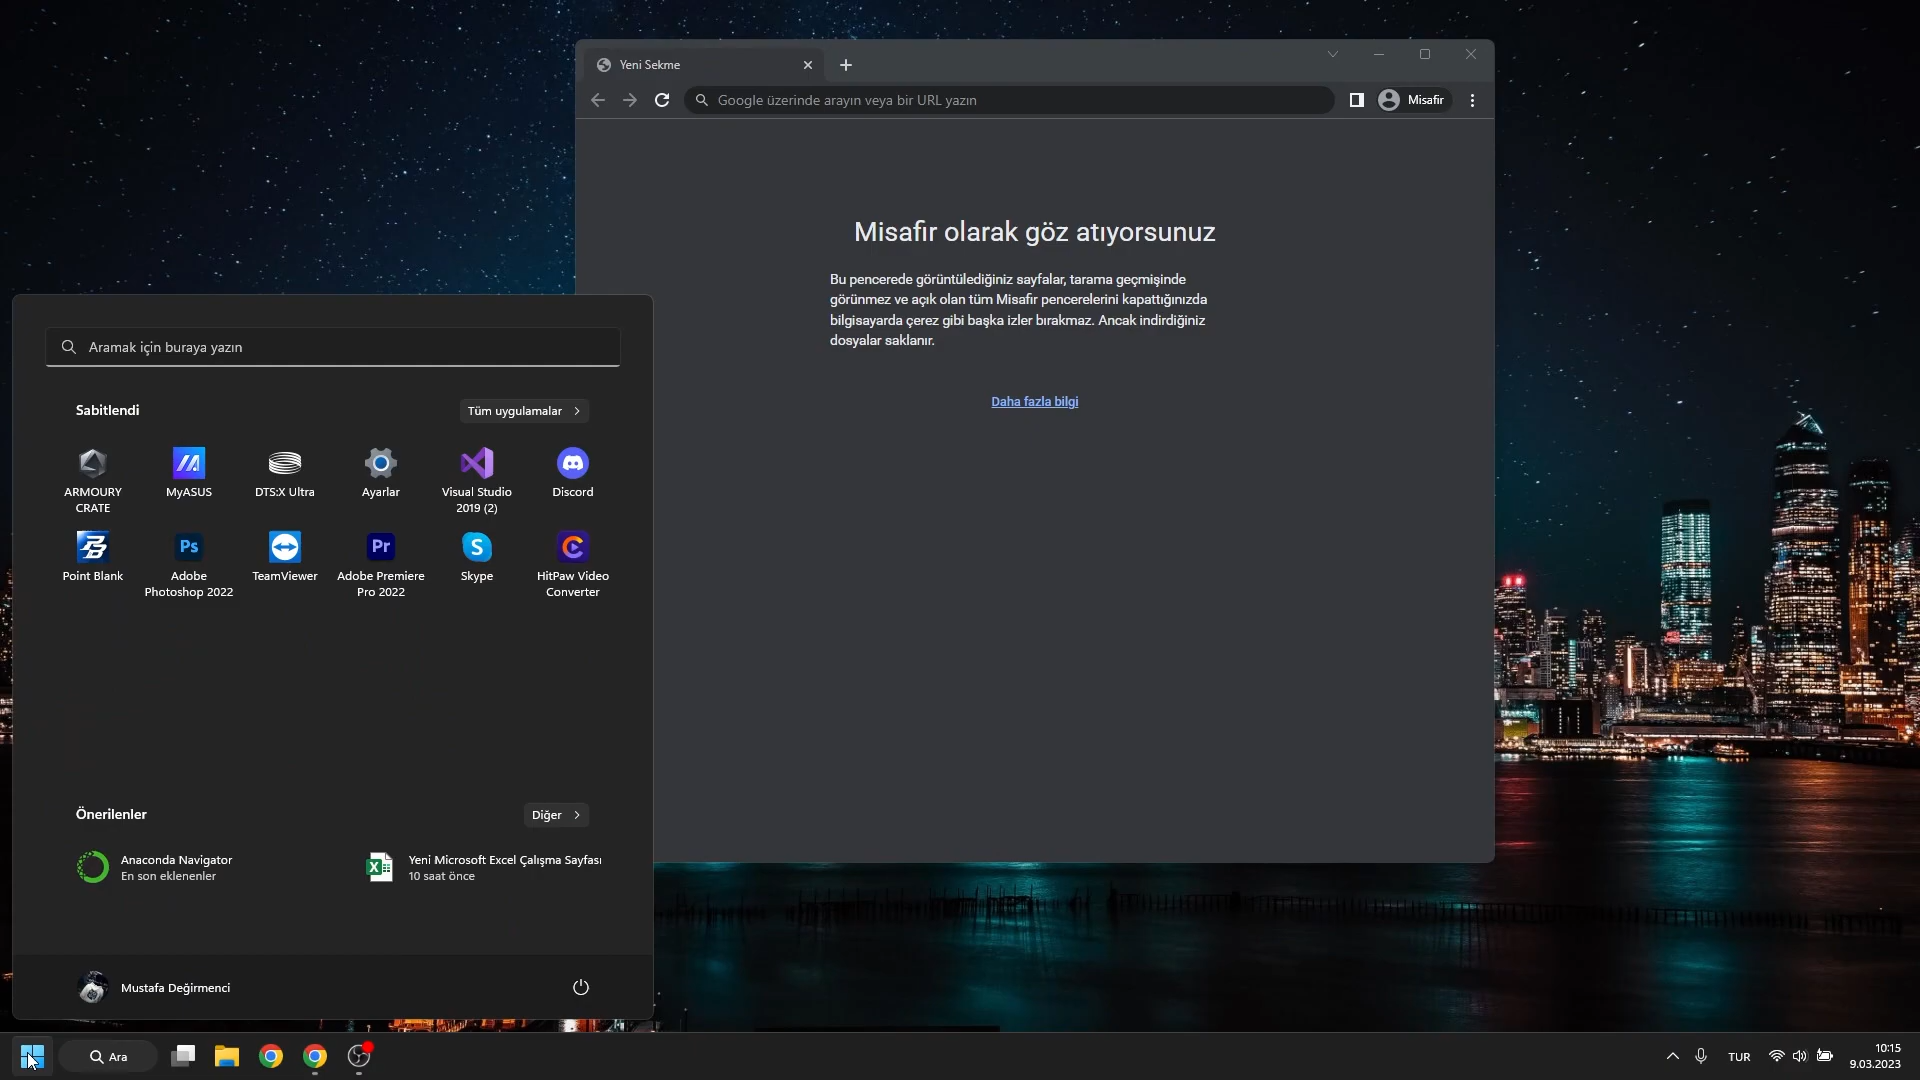 Yeni Sekme
Google üzerinde arayın veya bir URL yazın
Misafir
Misafir olarak göz atıyorsunuz
Bu pencerede görüntülediğiniz sayfalar, tarama geçmişinde
görünmez ve açık olan tüm Misafir pencerelerini kapattığınızda
bilgisayarda çerez gibi başka izler bırakmaz. Ancak indirdiğiniz
dosyalar saklanır.
Daha fazla bilgi
Aramak için buraya yazın
Sabitlendi
Tüm uygulamalar
ARMOURY
CRATE
MyASUS
DTS:X Ultra
Ayarlar
Visual Studio
2019 (2)
Discord
Point Blank
Ps
Adobe
Photoshop 2022
TeamViewer
Pr
Adobe Premiere
Pro 2022
Skype
HitPaw Video
Converter
Önerilenler
Diğer
Anaconda Navigator
En son eklenenler
Yeni Microsoft Excel Çalışma Sayfası
10 saat önce
Mustafa Değirmenci
Ara
TUR
10:15
9.03.2023